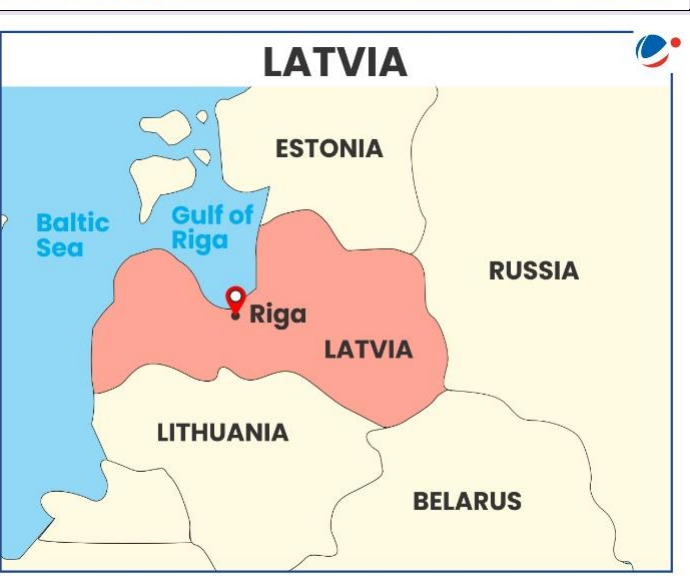 LATVIA
ESTONIA
Baltic
Sea
Gulf of
Riga
RUSSIA
Riga
LATVIA
LITHUANIA
BELARUS